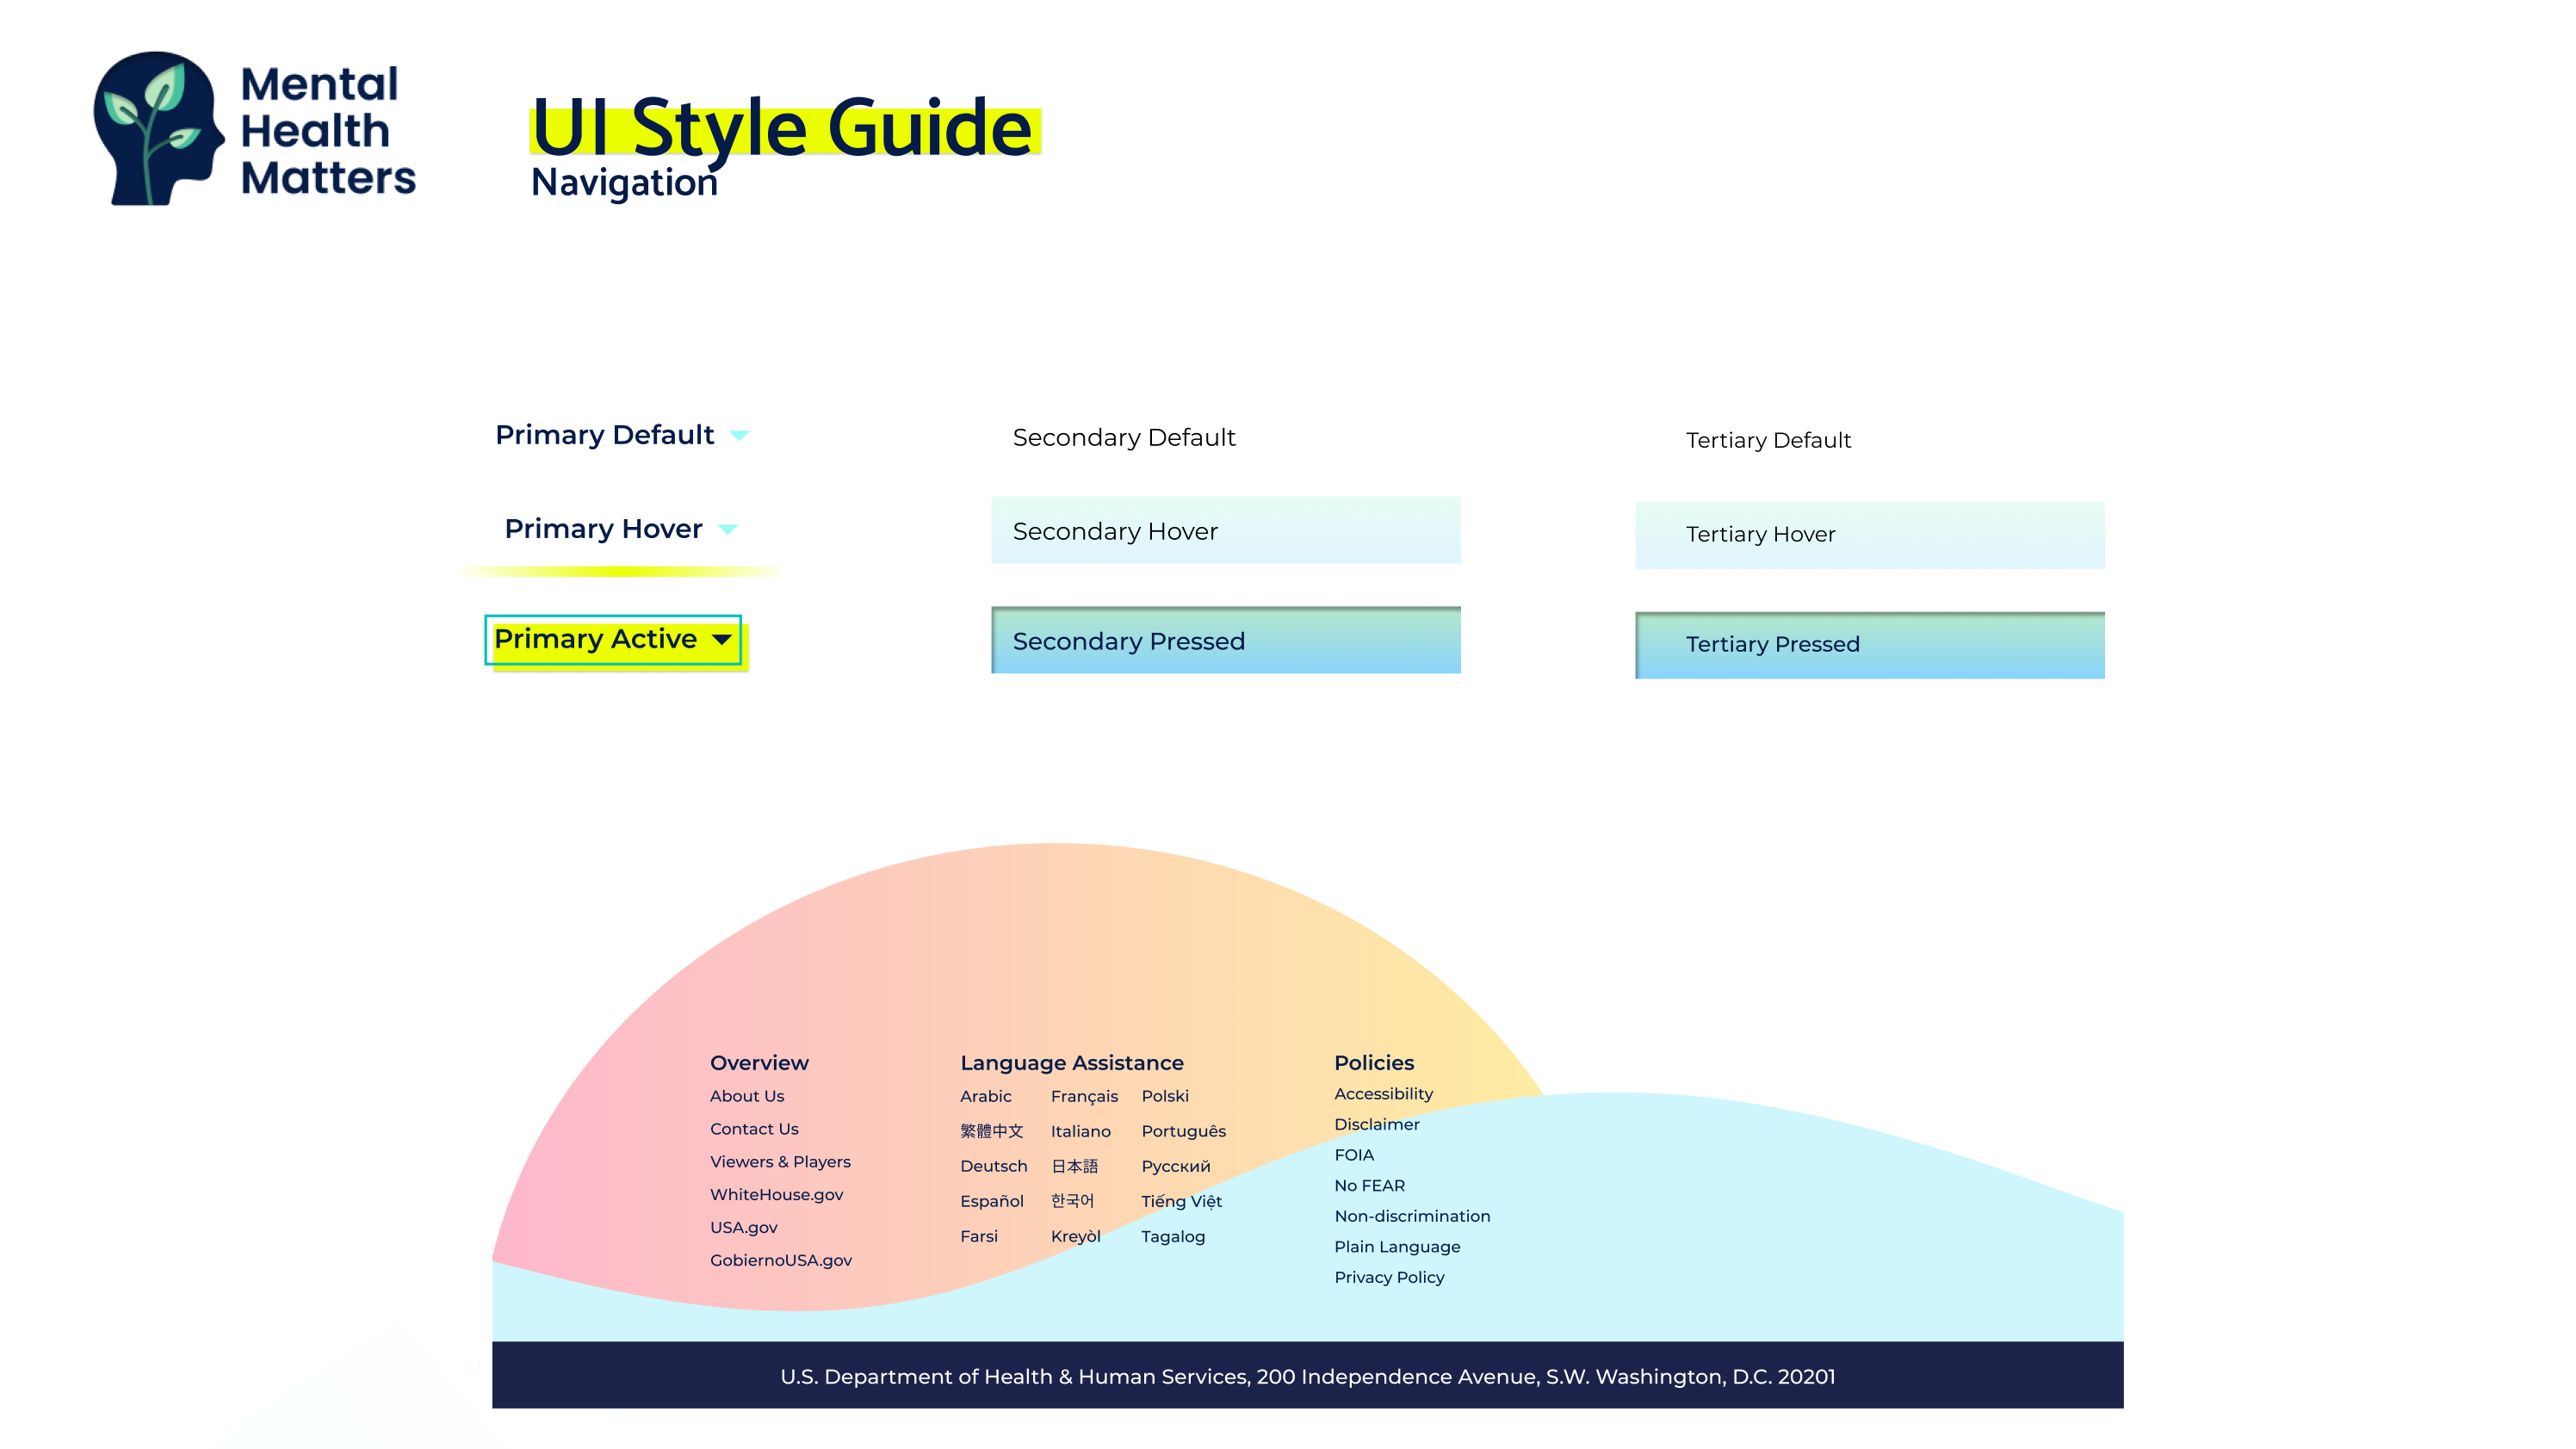 Mental
Health
Matters
UI Style Guide
Navigation
Primary Default
Secondary Default
Tertiary Default
Primary Hover
Secondary Hover
Tertiary Hover
Primary Active
Secondary Pressed
Tertiary Pressed
Overview
About Us
Contact Us
Viewers & Players
WhiteHouse.gov
USA.gov
GobiernoUSA.gov
Language Assistance
Arabic
繁體中文
Deutsch
Español
Farsi
Français
Italiano
日本語
한국어
Kreyòl
Polski
Português
Русский
Tiếng Việt
Tagalog
Policies
Accessibility
Disclaimer
FOIA
No FEAR
Non-discrimination
Plain Language
Privacy Policy
U.S. Department of Health & Human Services, 200 Independence Avenue, S.W. Washington, D.C. 20201